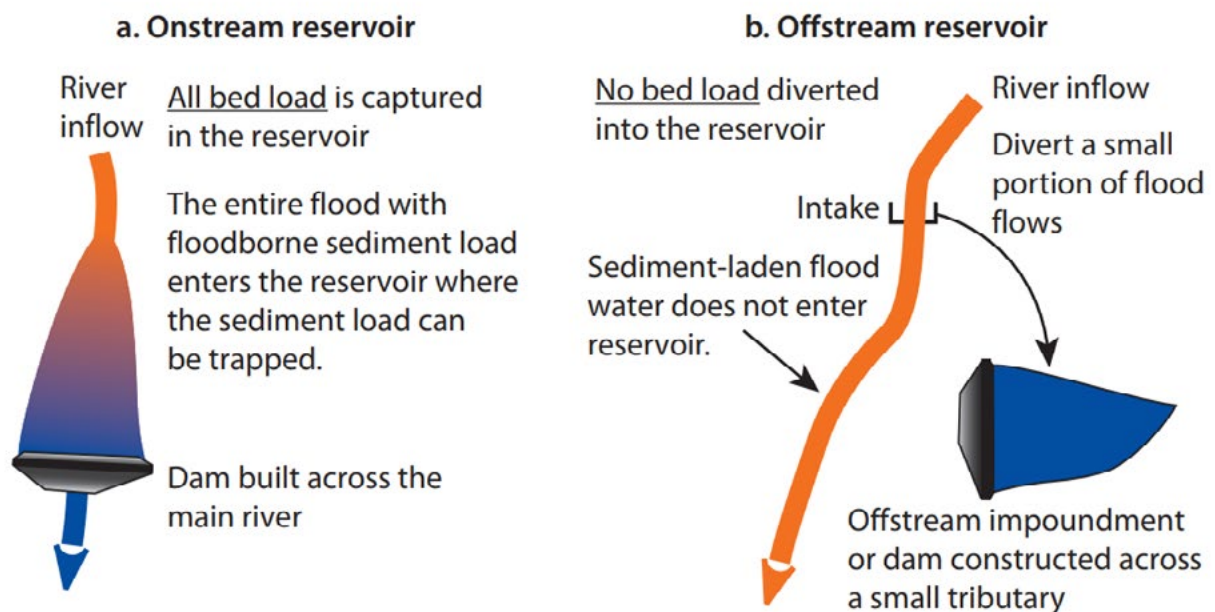 a. Onstream reservoir
River
inflow
All bed load is captured
in the reservoir
The entire flood with
floodborne sediment load
enters the reservoir where
the sediment load can
be trapped.
Dam built across the
main river
b. Offstream reservoir
No bed load diverted
into the reservoir
River inflow
Divert a small
portion of flood
flows
Intake
Sediment-laden flood
water does not enter
reservoir.
Offstream impoundment
or dam constructed across
a small tributary